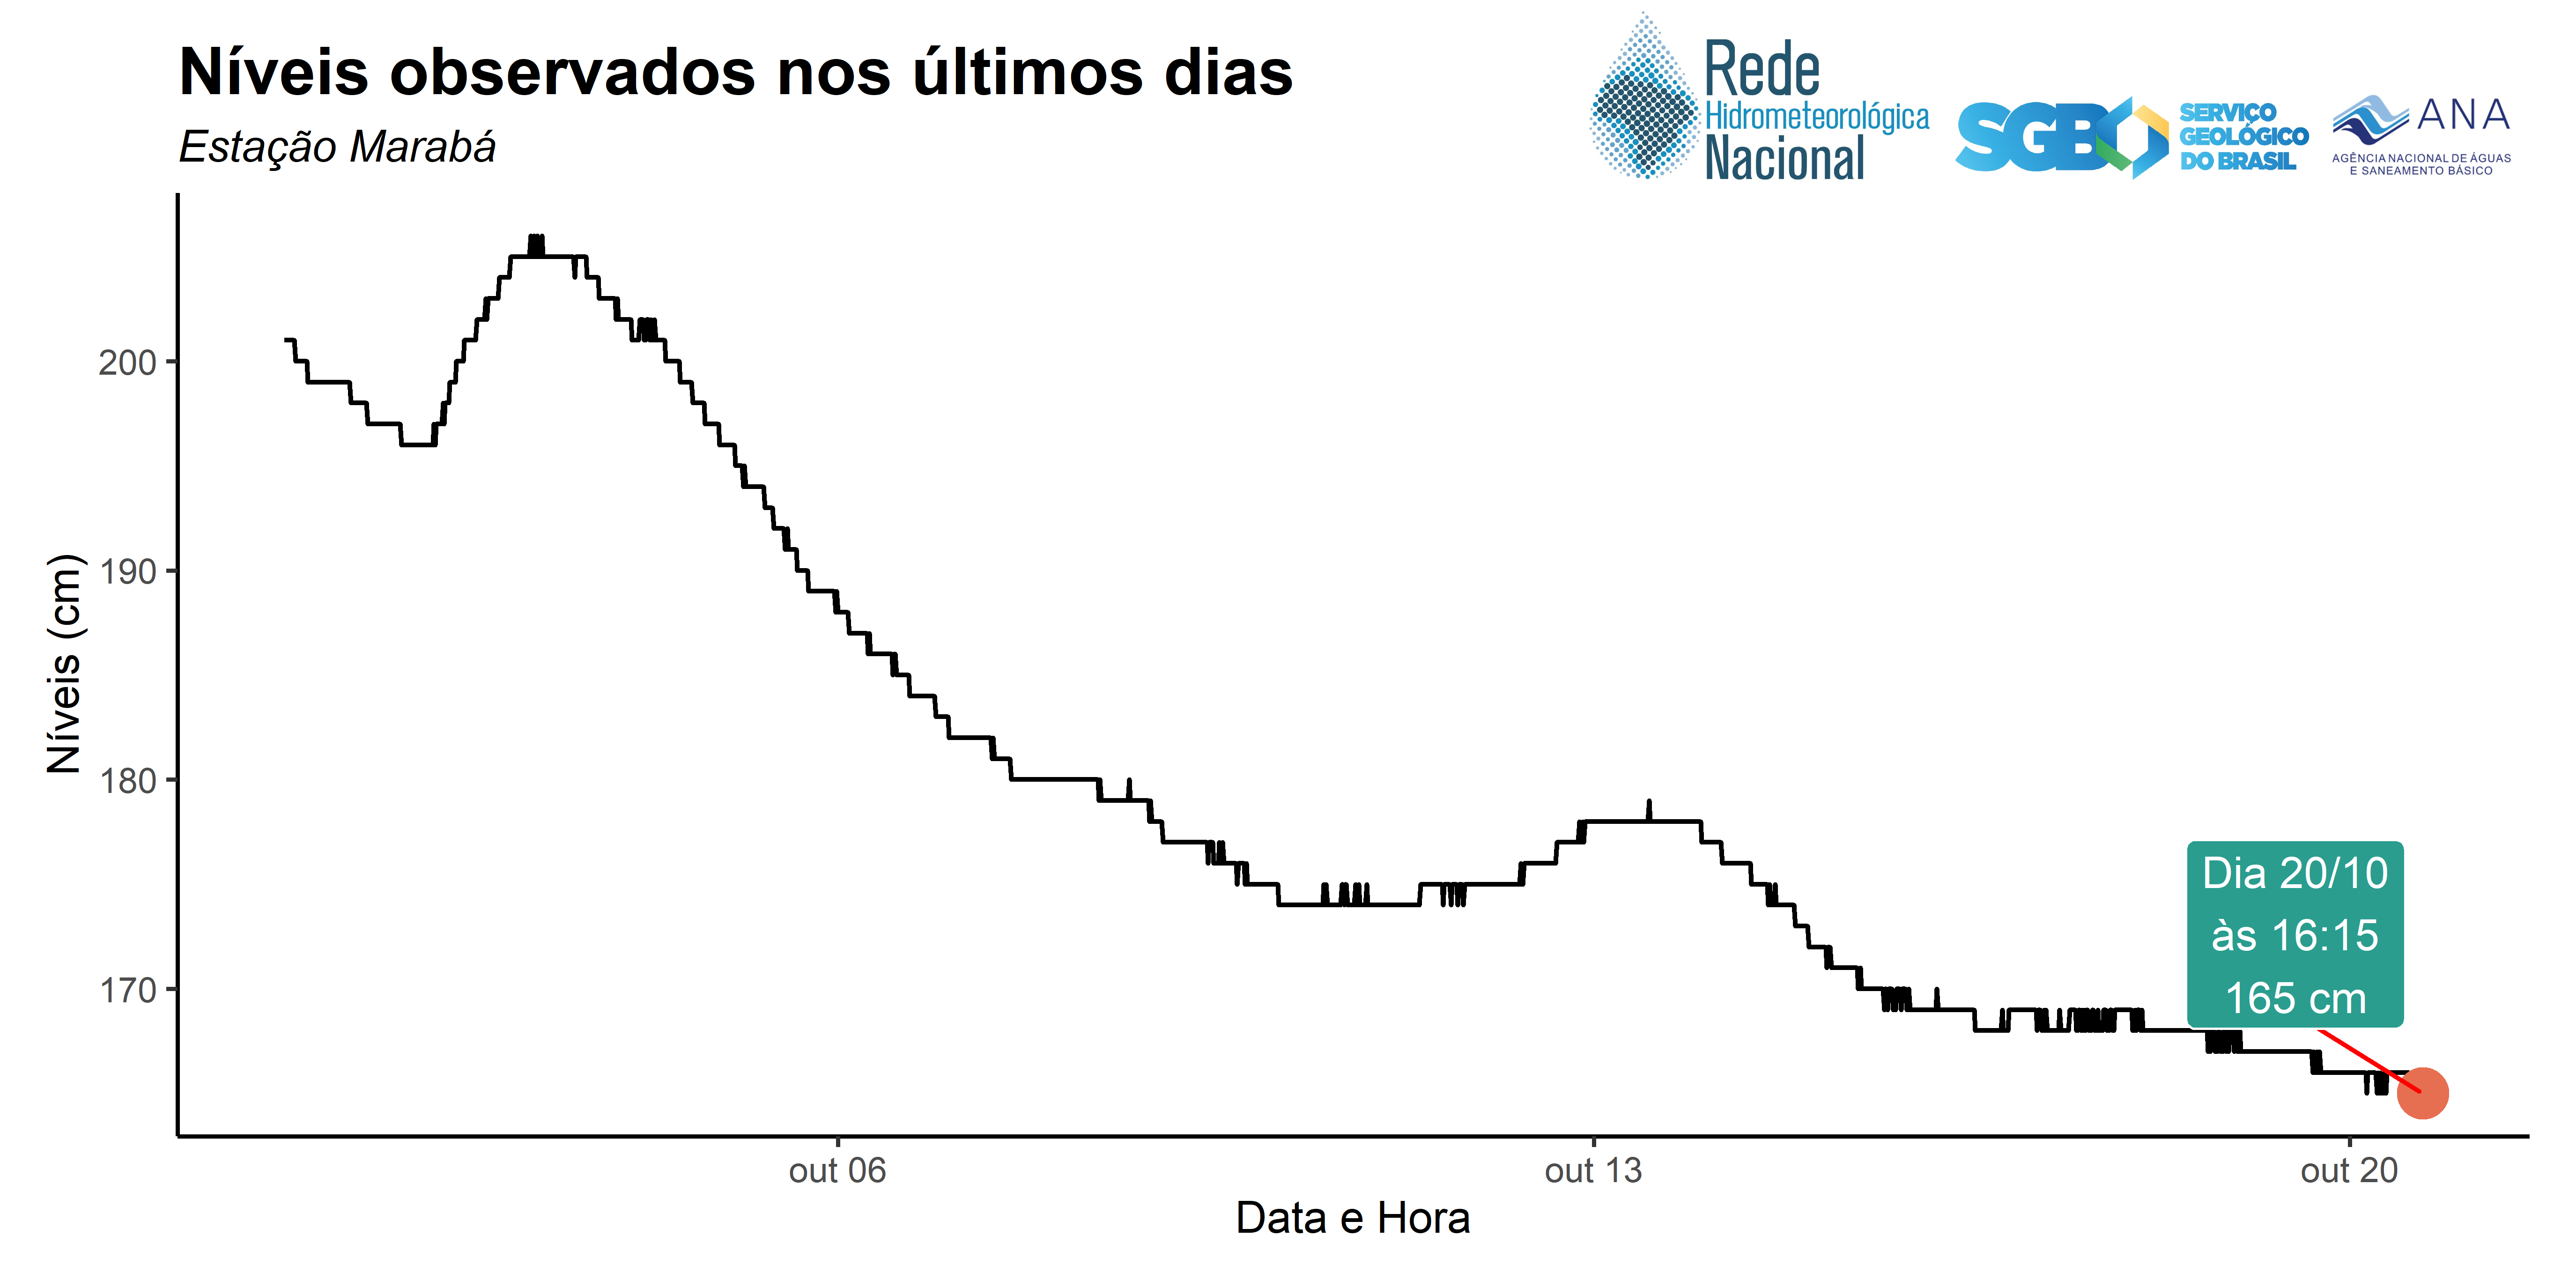 Níveis observados nos últimos dias
Estação Marabá
Rede
Hidrometeorológica
Nacional
SGB
SERVIÇO
GEOLÓGICO
DO BRASIL
ANA
AGÊNCIA NACIONAL DE ÁGUAS
E SANEAMENTO BÁSICO
Níveis (cm)
200
190
180
170
Dia 20/10
às 16:15
165 cm
out 06
out 13
out 20
Data e Hora